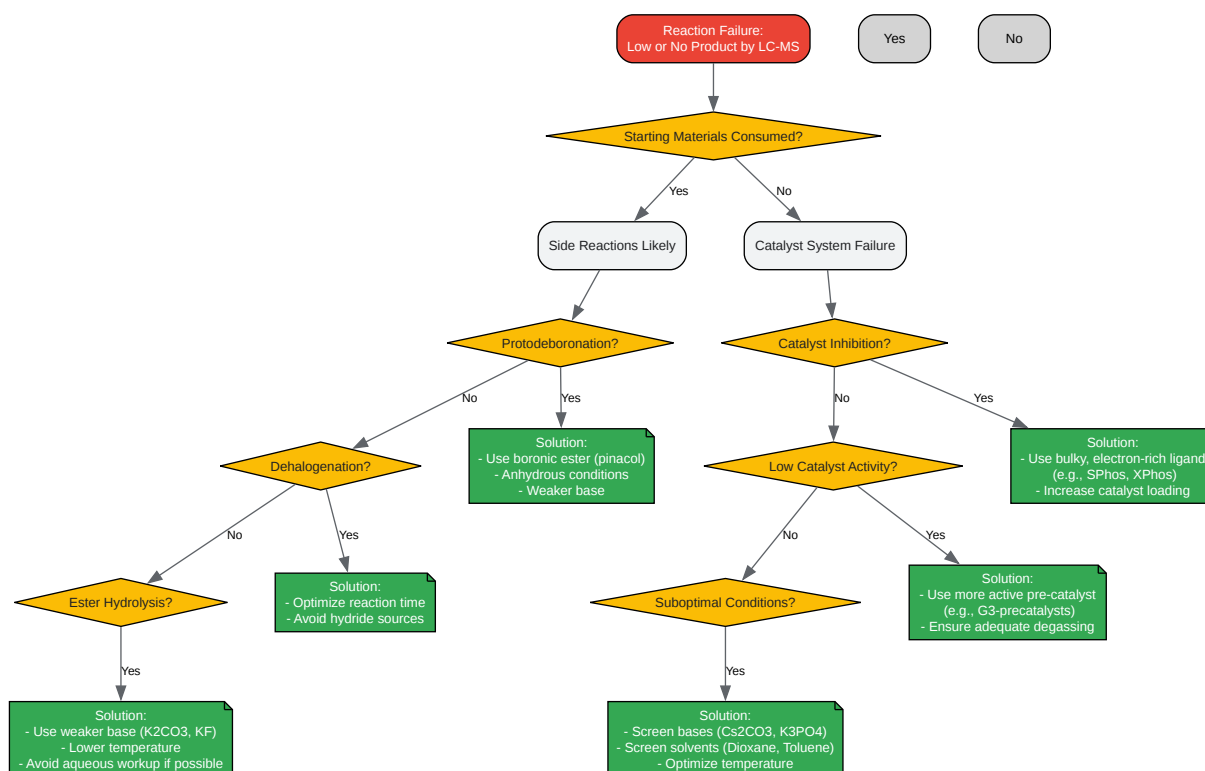 Reaction Failure:
Low or No Product by LC-MS
Yes
No
Starting Materials Consumed?
Yes
No
Side Reactions Likely
Catalyst System Failure
Protodeboronation?
Catalyst Inhibition?
No
Yes
No
Yes
Solution:
- Use boronic ester (pinacol)
- Anhydrous conditions
- Weaker base
Solution:
- Use bulky, electron-rich ligand
(e.g., SPhos, XPhos)
- Increase catalyst loading
Dehalogenation?
Low Catalyst Activity?
No
Yes
No
Yes
Solution:
- Optimize reaction time
- Avoid hydride sources
Solution:
- Use more active pre-catalyst
(e.g., G3-precatalysts)
- Ensure adequate degassing
Ester Hydrolysis?
Suboptimal Conditions?
Yes
Yes
Solution:
- Use weaker base (K2CO3, KF)
- Lower temperature
- Avoid aqueous workup if possible
Solution:
- Screen bases (Cs2CO3, K3PO4)
- Screen solvents (Dioxane, Toluene)
- Optimize temperature